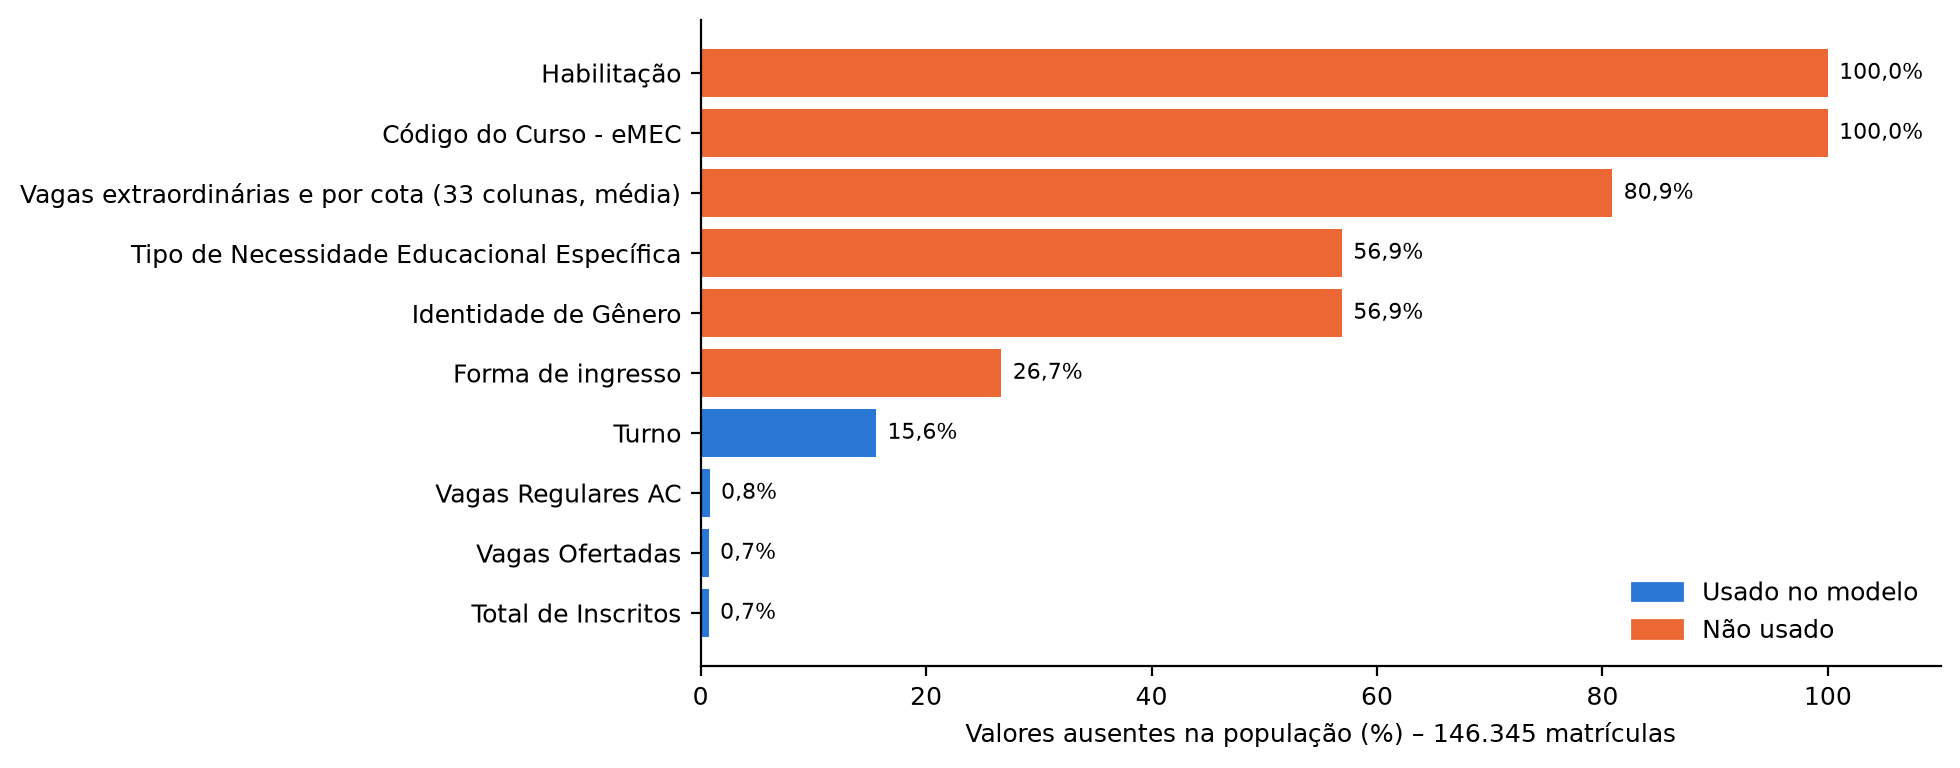 Habilitação 100,0%
Código do Curso - eMEC 100,0%
Vagas extraordinárias e por cota (33 colunas, média) 80,9%
Tipo de Necessidade Educacional Específica 56,9%
Identidade de Gênero 56,9%
Forma de ingresso 26,7%
Turno 15,6%
Vagas Regulares AC 0,8%
Vagas Ofertadas 0,7%
Total de Inscritos 0,7%
Usado no modelo
Não usado
0 20 40 60 80 100
Valores ausentes na população (%) – 146.345 matrículas